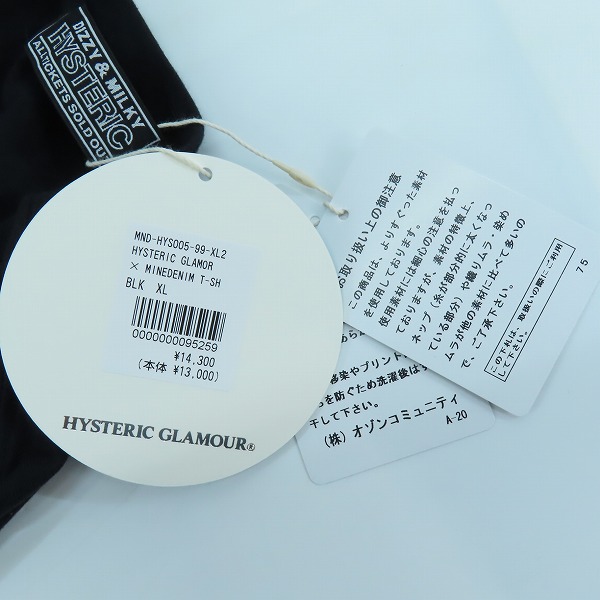 DIZZY & MILKY
HYSTERIC
ALLTICKETS SOLD OUT
MND-HYS005-99-XL2
HYSTERIC GLAMOR
× MINEDENIM T-SH
BLK XL
0000000095259
¥14,300
(本体 ¥13,000)
HYSTERIC GLAMOUR®
お取り扱い上の御注意
この商品は、よりすぐった素材
を使用しております。
使用素材には細心の注意を払っ
ておりますが、素材の特徴上、
ネップ(糸が部分的に太くなっ
ている部分)や織りムラ、染め
ムラが他の素材に比べて多いの
で、ご了承下さい。
この下札は、取扱いの際にご利用
して下さい。
75
あらか
移染やプリント
を防ぐため洗濯後はす
干して下さい。
(株) オゾンコミュニティ
A-20